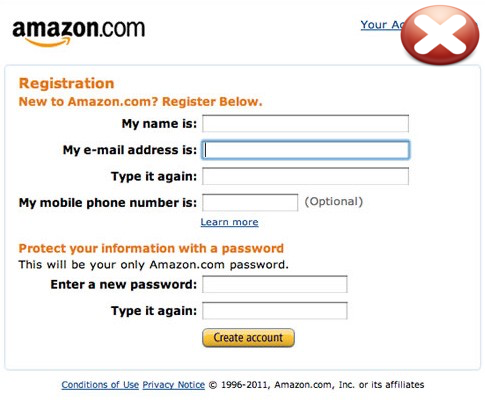 amazon.com
Your
Registration
New to Amazon.com? Register Below.
My name is:
My e-mail address is:
Type it again:
My mobile phone number is: (Optional)
Learn more
Protect your information with a password
This will be your only Amazon.com password.
Enter a new password:
Type it again:
Create account
Conditions of Use Privacy Notice © 1996-2011, Amazon.com, Inc. or its affiliates